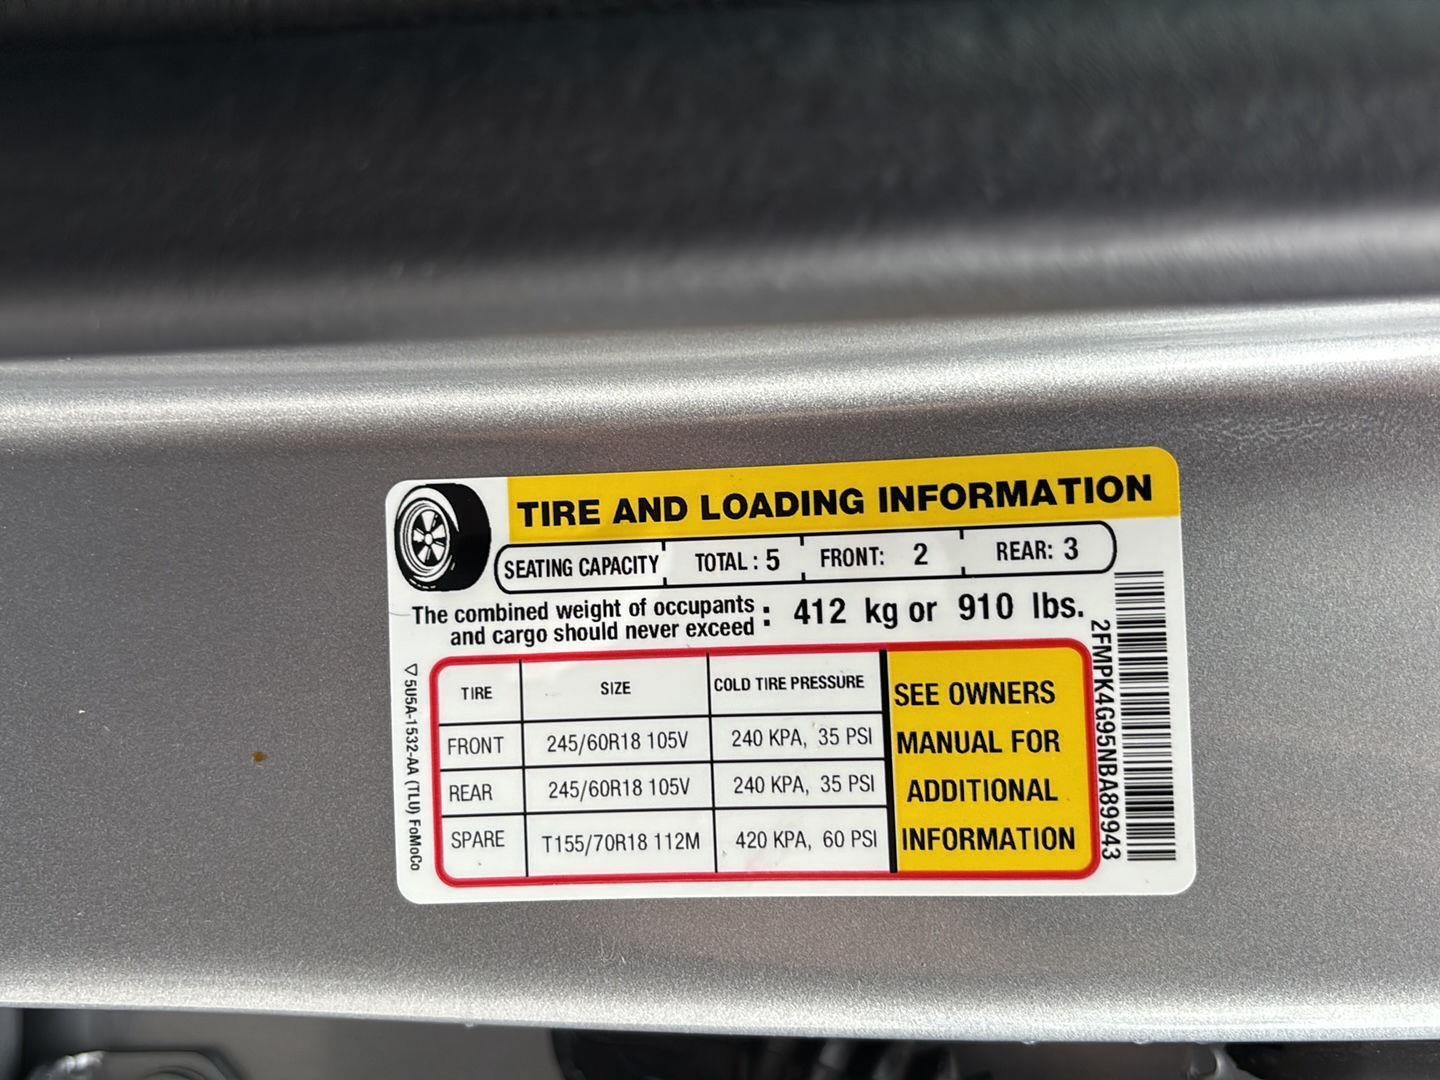 TIRE AND LOADING INFORMATION
SEATING CAPACITY TOTAL : 5 FRONT: 2 REAR: 3
The combined weight of occupants
and cargo should never exceed : 412 kg or 910 lbs.
TIRE SIZE COLD TIRE PRESSURE
FRONT 245/60R18 105V 240 KPA, 35 PSI
REAR 245/60R18 105V 240 KPA, 35 PSI
SPARE T155/70R18 112M 420 KPA, 60 PSI
SEE OWNERS
MANUAL FOR
ADDITIONAL
INFORMATION
5U5A-1532-AA (TLU) FoMoCo
2FMPK4G95NBA89943